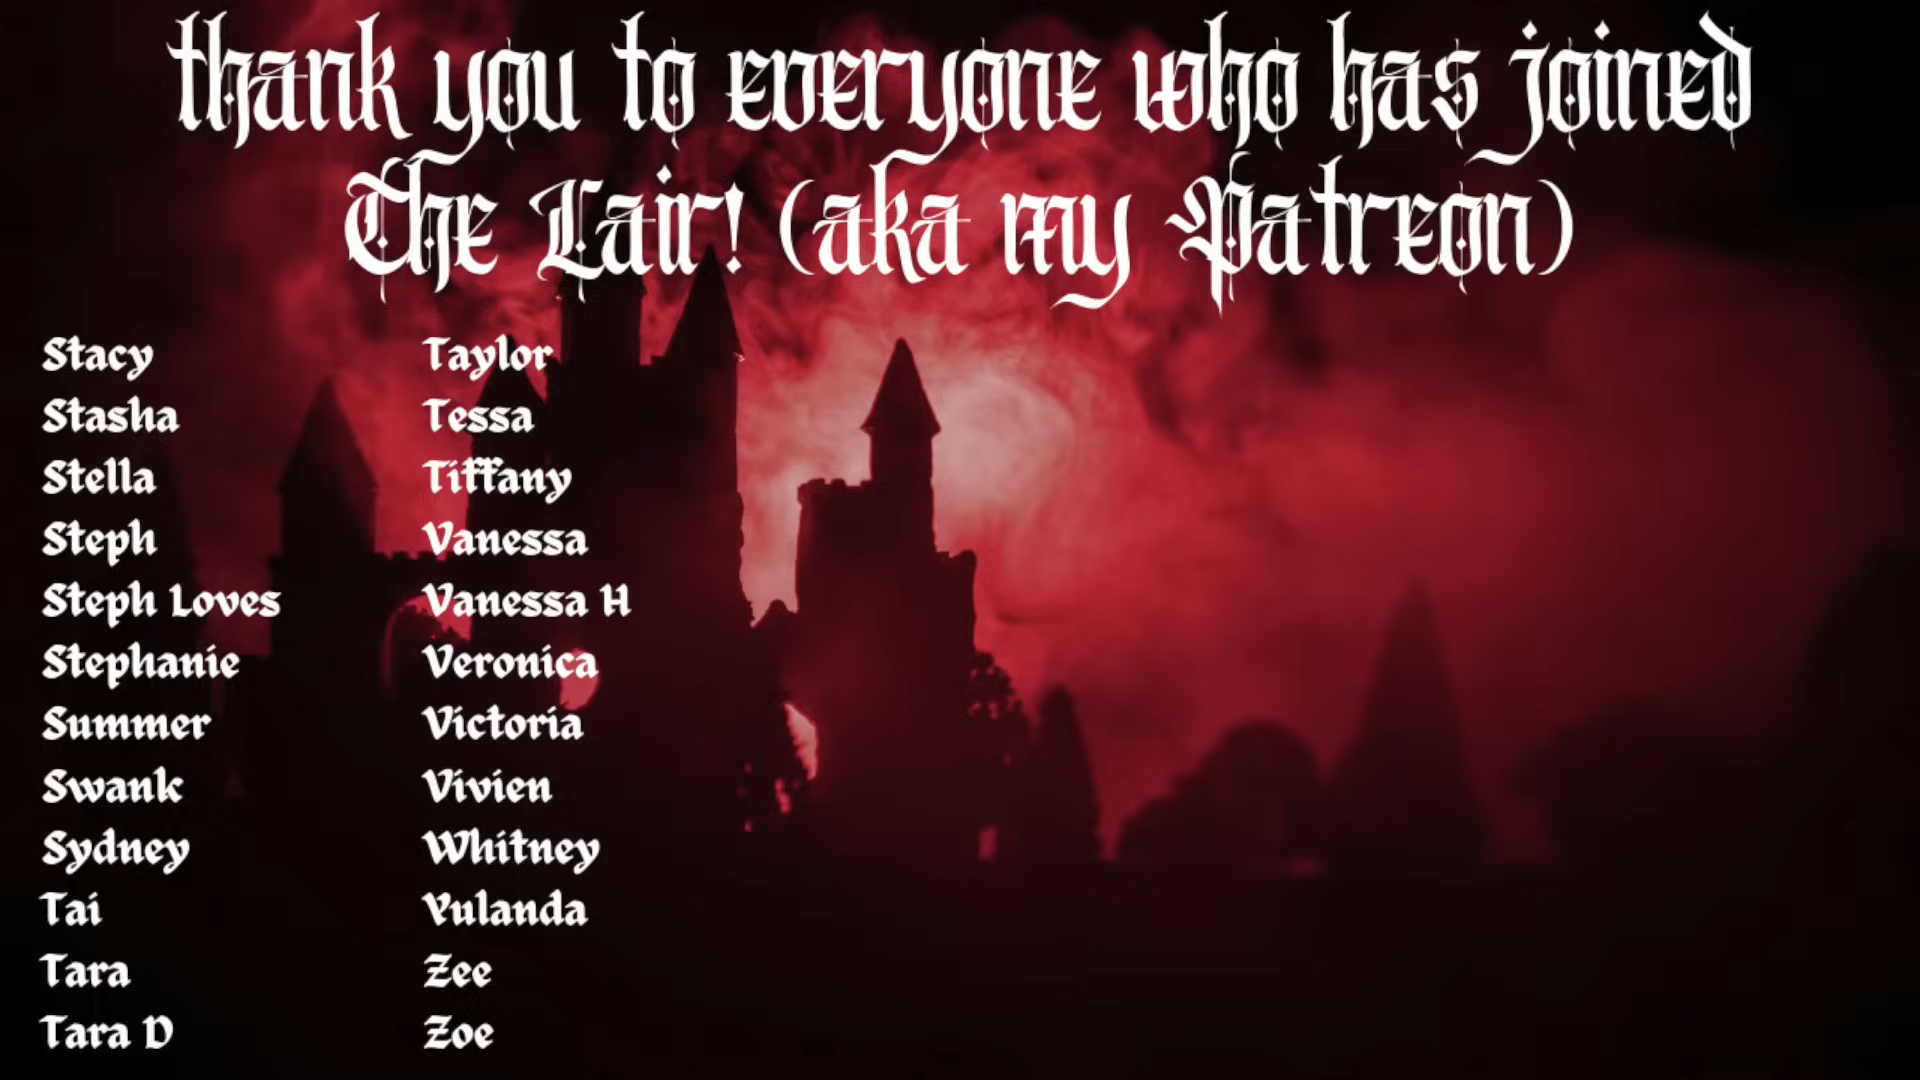 thank you to everyone who has joined
The Lair! (aka my Patreon)
Stacy
Stasha
Stella
Steph
Steph Loves
Stephanie
Summer
Swank
Sydney
Tai
Tara
Tara D
Taylor
Tessa
Tiffany
Vanessa
Vanessa H
Veronica
Victoria
Vivien
Whitney
Yulanda
Zee
Zoe